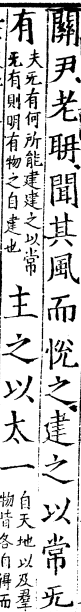 關尹老耼聞其風而悅之建之以常无
有夫无有何所能建建之以常无有則明有物之自建也主之以太一自天地以及羣物皆各自得而